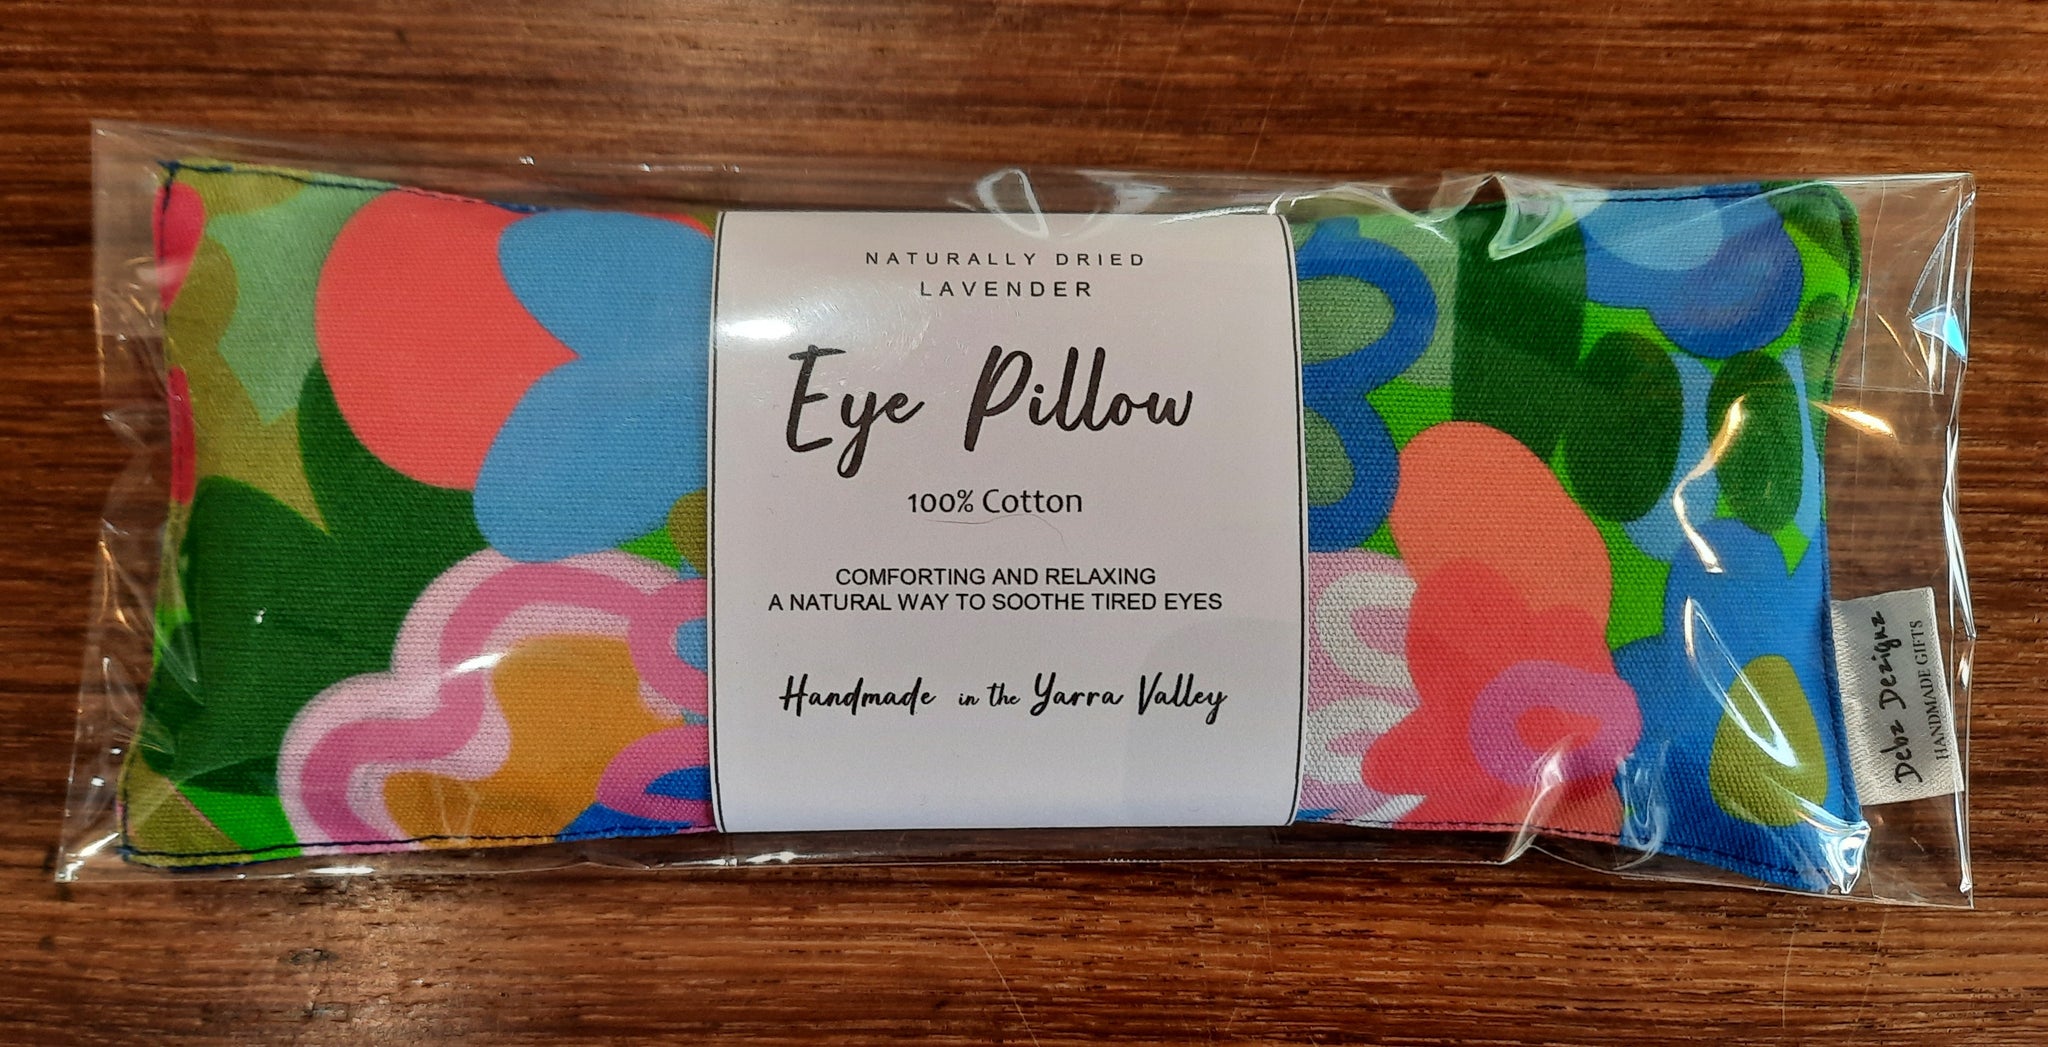 NATURALLY DRIED
LAVENDER
Eye Pillow
100% Cotton
COMFORTING AND RELAXING
A NATURAL WAY TO SOOTHE TIRED EYES
Handmade in the Yarra Valley
Debz Dezignz
HANDMADE GIFTS